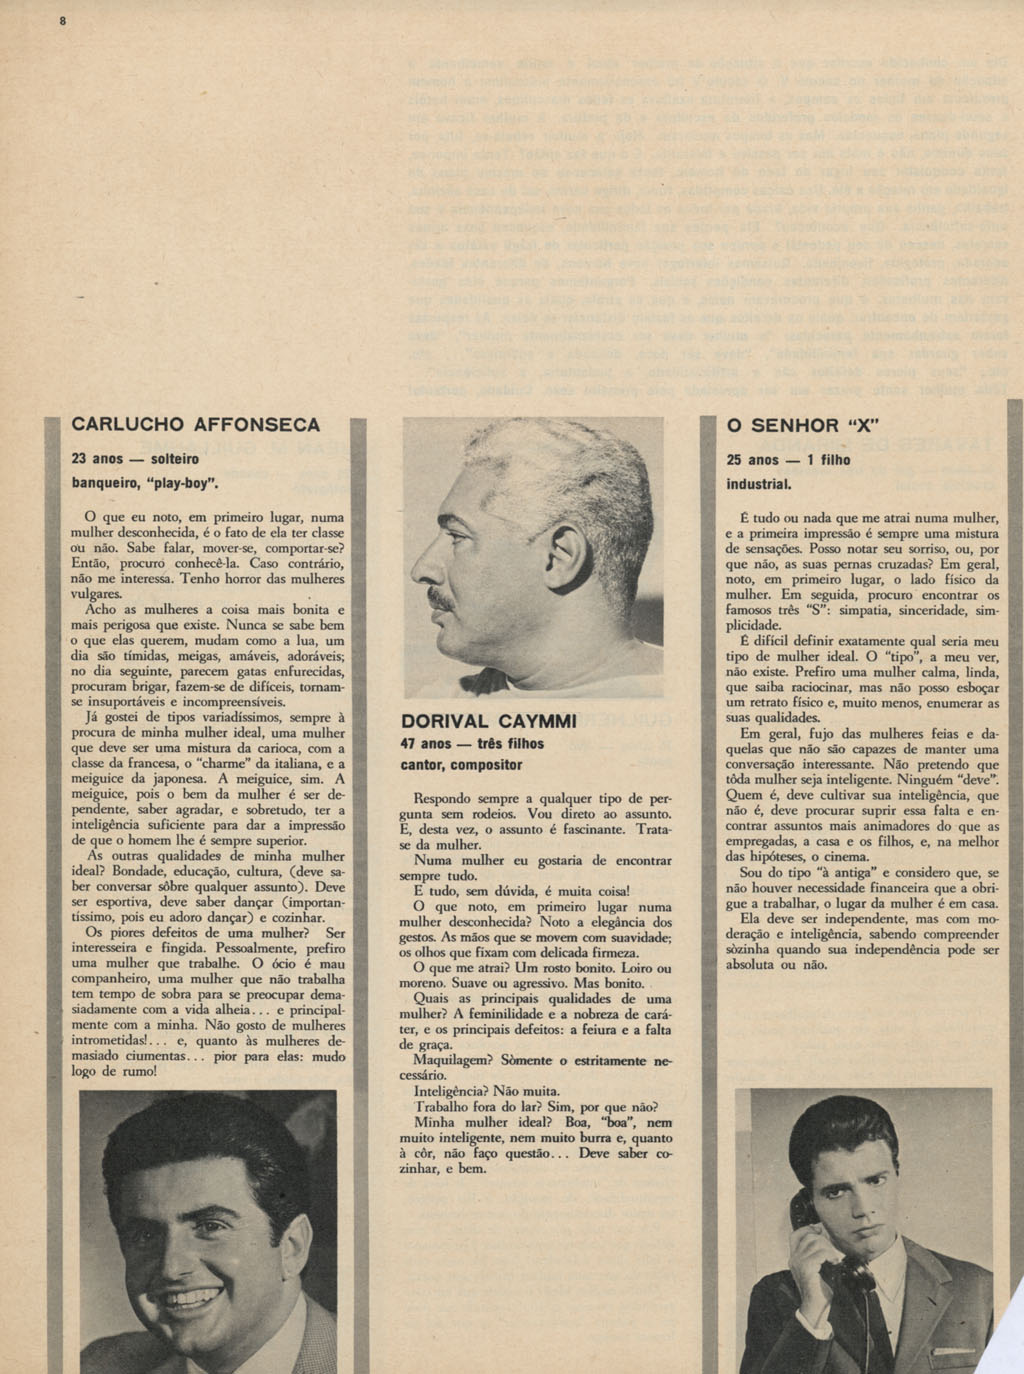 8
CARLUCHO AFFONSECA
23 anos — solteiro
banqueiro, "play-boy".
O que eu noto, em primeiro lugar, numa
mulher desconhecida, é o fato de ela ter classe
ou não. Sabe falar, mover-se, comportar-se?
Então, procuro conhecê-la. Caso contrário,
não me interessa. Tenho horror das mulheres
vulgares.
Acho as mulheres a coisa mais bonita e
mais perigosa que existe. Nunca se sabe bem
o que elas querem, mudam como a lua, um
dia são tímidas, meigas, amáveis, adoráveis;
no dia seguinte, parecem gatas enfurecidas,
procuram brigar, fazem-se de difíceis, tornam-
se insuportáveis e incompreensíveis.
Já gostei de tipos variadíssimos, sempre à
procura de minha mulher ideal, uma mulher
que deve ser uma mistura da carioca, com a
classe da francesa, o "charme" da italiana, e a
meiguice da japonesa. A meiguice, sim. A
meiguice, pois o bem da mulher é ser de-
pendente, saber agradar, e sobretudo, ter a
inteligência suficiente para dar a impressão
de que o homem lhe é sempre superior.
As outras qualidades de minha mulher
ideal? Bondade, educação, cultura, (deve sa-
ber conversar sôbre qualquer assunto). Deve
ser esportiva, deve saber dançar (importan-
tíssimo, pois eu adoro dançar) e cozinhar.
Os piores defeitos de uma mulher? Ser
interesseira e fingida. Pessoalmente, prefiro
uma mulher que trabalhe. O ócio é mau
companheiro, uma mulher que não trabalha
tem tempo de sobra para se preocupar dema-
siadamente com a vida alheia... e principal-
mente com a minha. Não gosto de mulheres
intrometidas!... e, quanto às mulheres de-
masiado ciumentas... pior para elas: mudo
logo de rumo!
DORIVAL CAYMMI
47 anos — três filhos
cantor, compositor
Respondo sempre a qualquer tipo de per-
gunta sem rodeios. Vou direto ao assunto.
E, desta vez, o assunto é fascinante. Trata-
se da mulher.
Numa mulher eu gostaria de encontrar
sempre tudo.
E tudo, sem dúvida, é muita coisa!
O que noto, em primeiro lugar numa
mulher desconhecida? Noto a elegância dos
gestos. As mãos que se movem com suavidade;
os olhos que fixam com delicada firmeza.
O que me atrai? Um rosto bonito. Loiro ou
moreno. Suave ou agressivo. Mas bonito.
Quais as principais qualidades de uma
mulher? A feminilidade e a nobreza de cará-
ter, e os principais defeitos: a feiura e a falta
de graça.
Maquilagem? Sòmente o estritamente ne-
cessário.
Inteligência? Não muita.
Trabalho fora do lar? Sim, por que não?
Minha mulher ideal? Boa, "boa", nem
muito inteligente, nem muito burra e, quanto
à côr, não faço questão... Deve saber co-
zinhar, e bem.
O SENHOR "X"
25 anos — 1 filho
industrial.
É tudo ou nada que me atrai numa mulher,
e a primeira impressão é sempre uma mistura
de sensações. Posso notar seu sorriso, ou, por
que não, as suas pernas cruzadas? Em geral,
noto, em primeiro lugar, o lado físico da
mulher. Em seguida, procuro encontrar os
famosos três "S": simpatia, sinceridade, sim-
plicidade.
É difícil definir exatamente qual seria meu
tipo de mulher ideal. O "tipo", a meu ver,
não existe. Prefiro uma mulher calma, linda,
que saiba raciocinar, mas não posso esboçar
um retrato físico e, muito menos, enumerar as
suas qualidades.
Em geral, fujo das mulheres feias e da-
quelas que não são capazes de manter uma
conversação interessante. Não pretendo que
tôda mulher seja inteligente. Ninguém "deve".
Quem é, deve cultivar sua inteligência, que
não é, deve procurar suprir essa falta e en-
contrar assuntos mais animadores do que as
empregadas, a casa e os filhos, e, na melhor
das hipóteses, o cinema.
Sou do tipo "à antiga" e considero que, se
não houver necessidade financeira que a obri-
gue a trabalhar, o lugar da mulher é em casa.
Ela deve ser independente, mas com mo-
deração e inteligência, sabendo compreender
sòzinha quando sua independência pode ser
absoluta ou não.